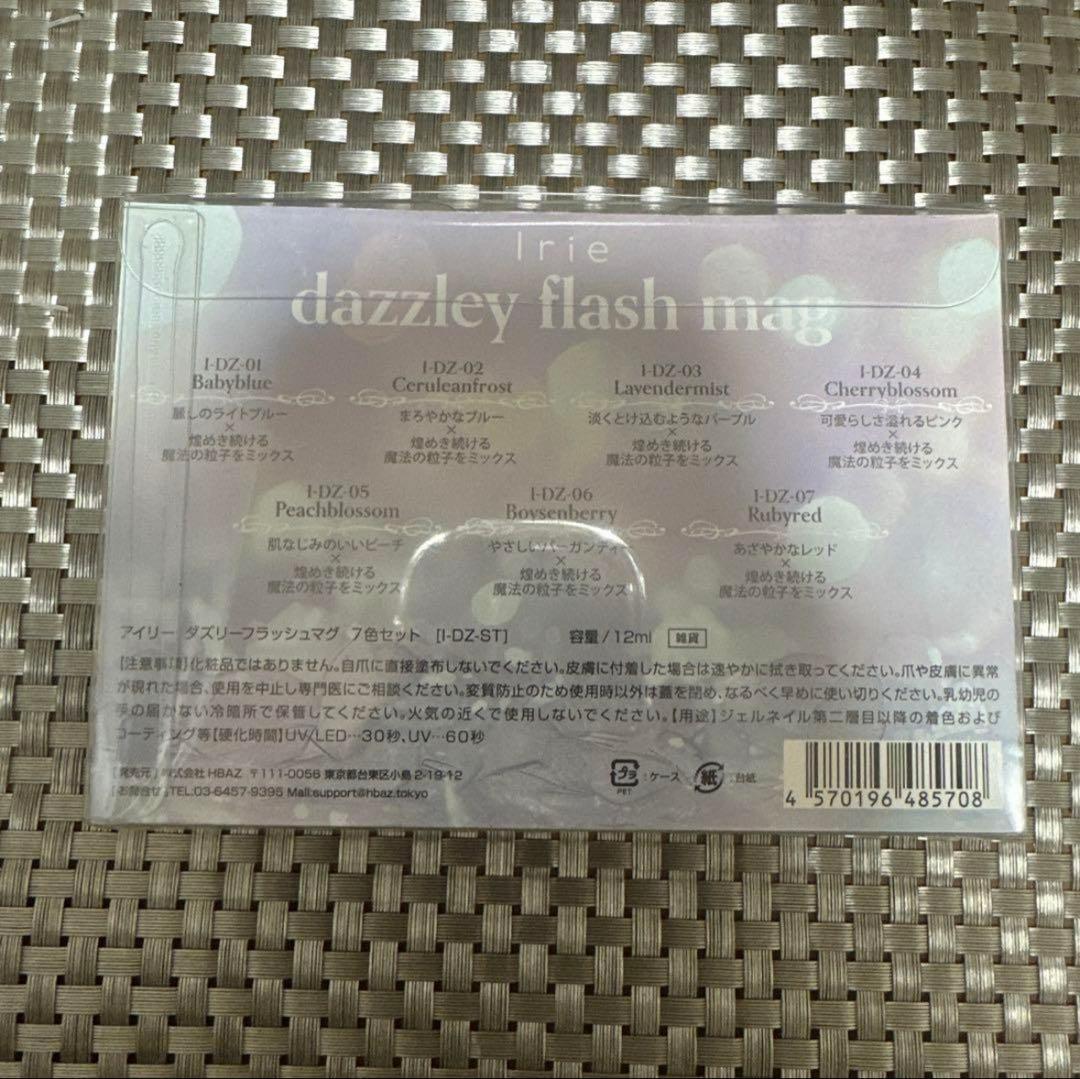 Irie
dazzley flash mag
I-DZ-01 I-DZ-02 I-DZ-03 I-DZ-04
Babyblue Ceruleanfrost Lavendermist Cherryblossom
麗しのライトブルー まろやかなブルー 淡くとけ込むようなパープル 可愛らしさ溢れるピンク
× × × ×
煌めき続ける 煌めき続ける 煌めき続ける 煌めき続ける
魔法の粒子をミックス 魔法の粒子をミックス 魔法の粒子をミックス 魔法の粒子をミックス
I-DZ-05 I-DZ-06 I-DZ-07
Peachblossom Boysenberry Rubyred
肌なじみのいいピーチ やさしいバーガンディー あざやかなレッド
× × ×
煌めき続ける 煌めき続ける 煌めき続ける
魔法の粒子をミックス 魔法の粒子をミックス 魔法の粒子をミックス
アイリー ダズリーフラッシュマグ 7色セット [I-DZ-ST] 容量/12ml 雑貨
【注意事項】化粧品ではありません。自爪に直接塗布しないでください。皮膚に付着した場合は速やかに拭き取ってください。爪や皮膚に異常
が現れた場合、使用を中止し専門医にご相談ください。変質防止のため使用時以外は蓋を閉め、なるべく早めに使い切りください。乳幼児の
手の届かない冷暗所で保管してください。火気の近くで使用しないでください。【用途】ジェルネイル第二層目以降の着色および
コーティング等【硬化時間】UV/LED…30秒、UV…60秒
[発売元] 株式会社 HBAZ 〒111-0056 東京都台東区小島 2-19-12
[お問合せ] TEL:03-6457-9395 Mail:support@hbaz.tokyo
プラ :ケース 紙 :台紙
PET
4 570196 485708